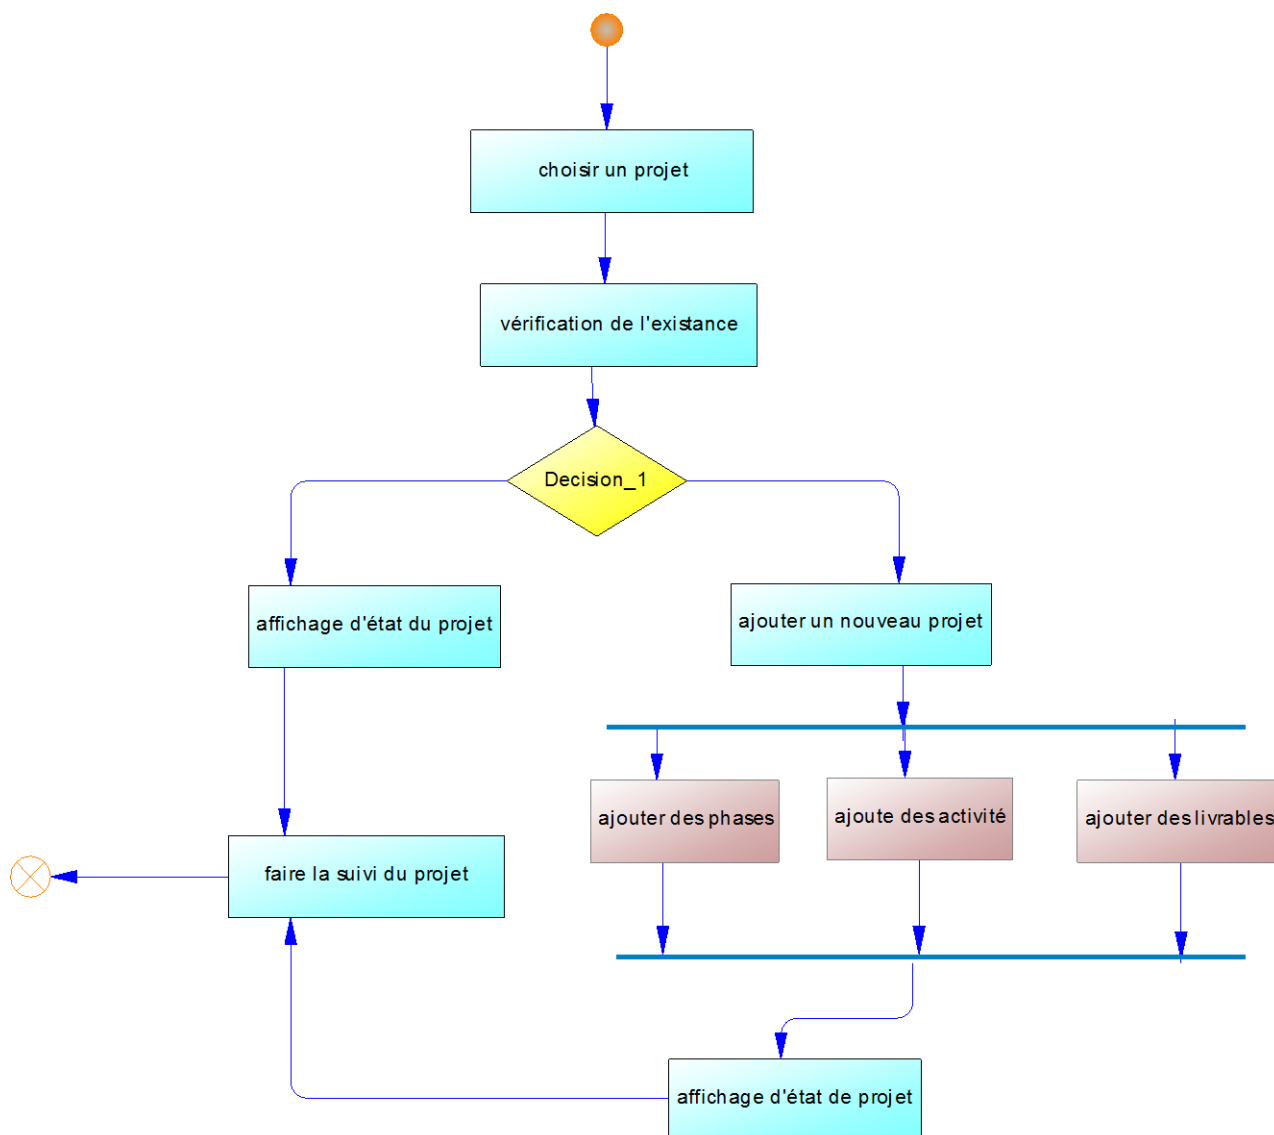 choisir un projet
vérification de l'existance
Decision_1
affichage d'état du projet
ajouter un nouveau projet
ajouter des phases
ajoute des activité
ajouter des livrables
faire la suivi du projet
affichage d'état de projet